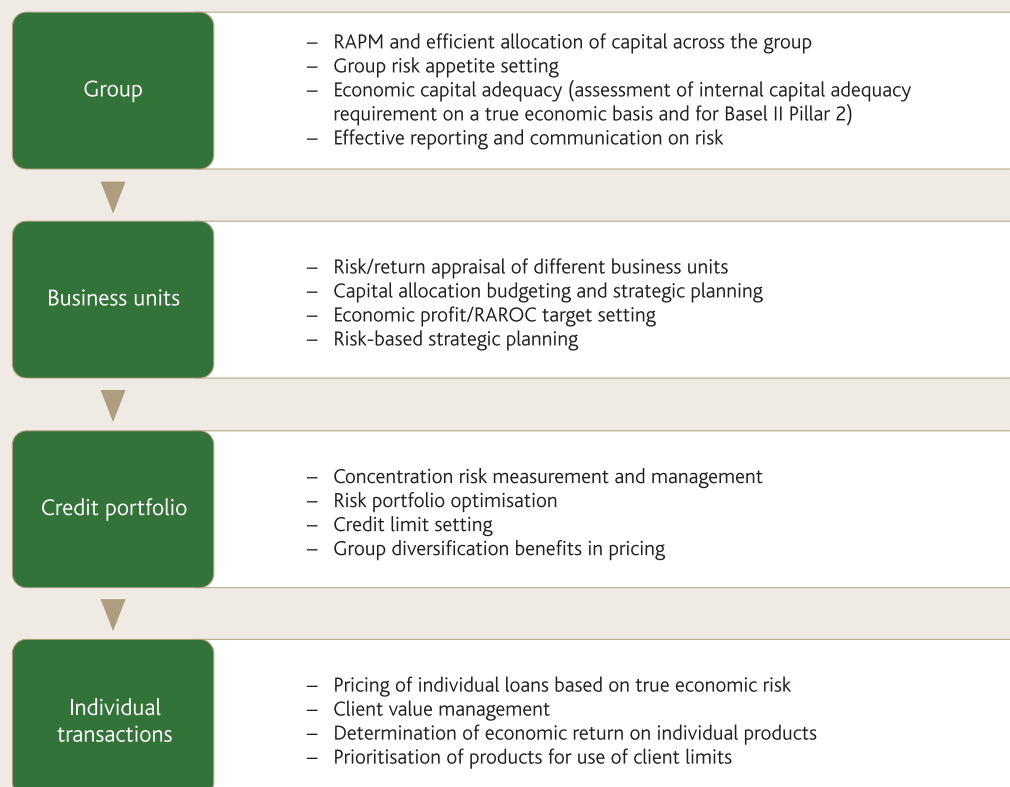 Group
– RAPM and efficient allocation of capital across the group
– Group risk appetite setting
– Economic capital adequacy (assessment of internal capital adequacy
requirement on a true economic basis and for Basel II Pillar 2)
– Effective reporting and communication on risk
Business units
– Risk/return appraisal of different business units
– Capital allocation budgeting and strategic planning
– Economic profit/RAROC target setting
– Risk-based strategic planning
Credit portfolio
– Concentration risk measurement and management
– Risk portfolio optimisation
– Credit limit setting
– Group diversification benefits in pricing
Individual
transactions
– Pricing of individual loans based on true economic risk
– Client value management
– Determination of economic return on individual products
– Prioritisation of products for use of client limits